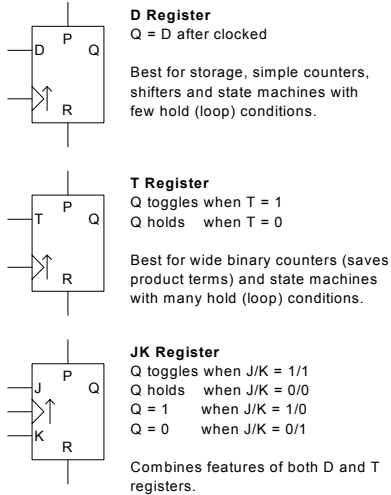 P
D Q
R
D Register
Q = D after clocked
Best for storage, simple counters,
shifters and state machines with
few hold (loop) conditions.
P
T Q
R
T Register
Q toggles when T = 1
Q holds when T = 0
Best for wide binary counters (saves
product terms) and state machines
with many hold (loop) conditions.
P
J Q
K
R
JK Register
Q toggles when J/K = 1/1
Q holds when J/K = 0/0
Q = 1 when J/K = 1/0
Q = 0 when J/K = 0/1
Combines features of both D and T
registers.